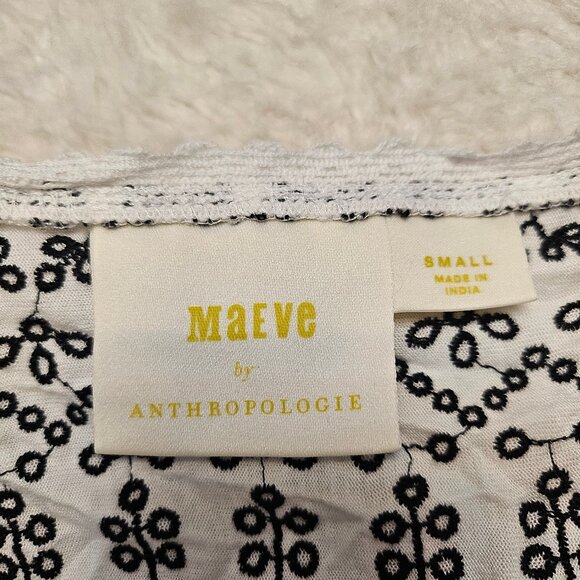 MaEVe
by
ANTHROPOLOGIE
SMALL
MADE IN
INDIA